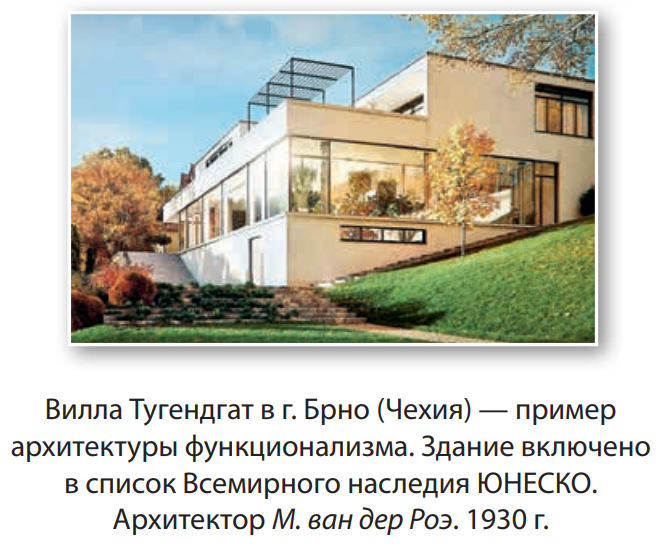 Вилла Тугендгат в г. Брно (Чехия) — пример
архитектуры функционализма. Здание включено
в список Всемирного наследия ЮНЕСКО.
Архитектор М. ван дер Роэ. 1930 г.